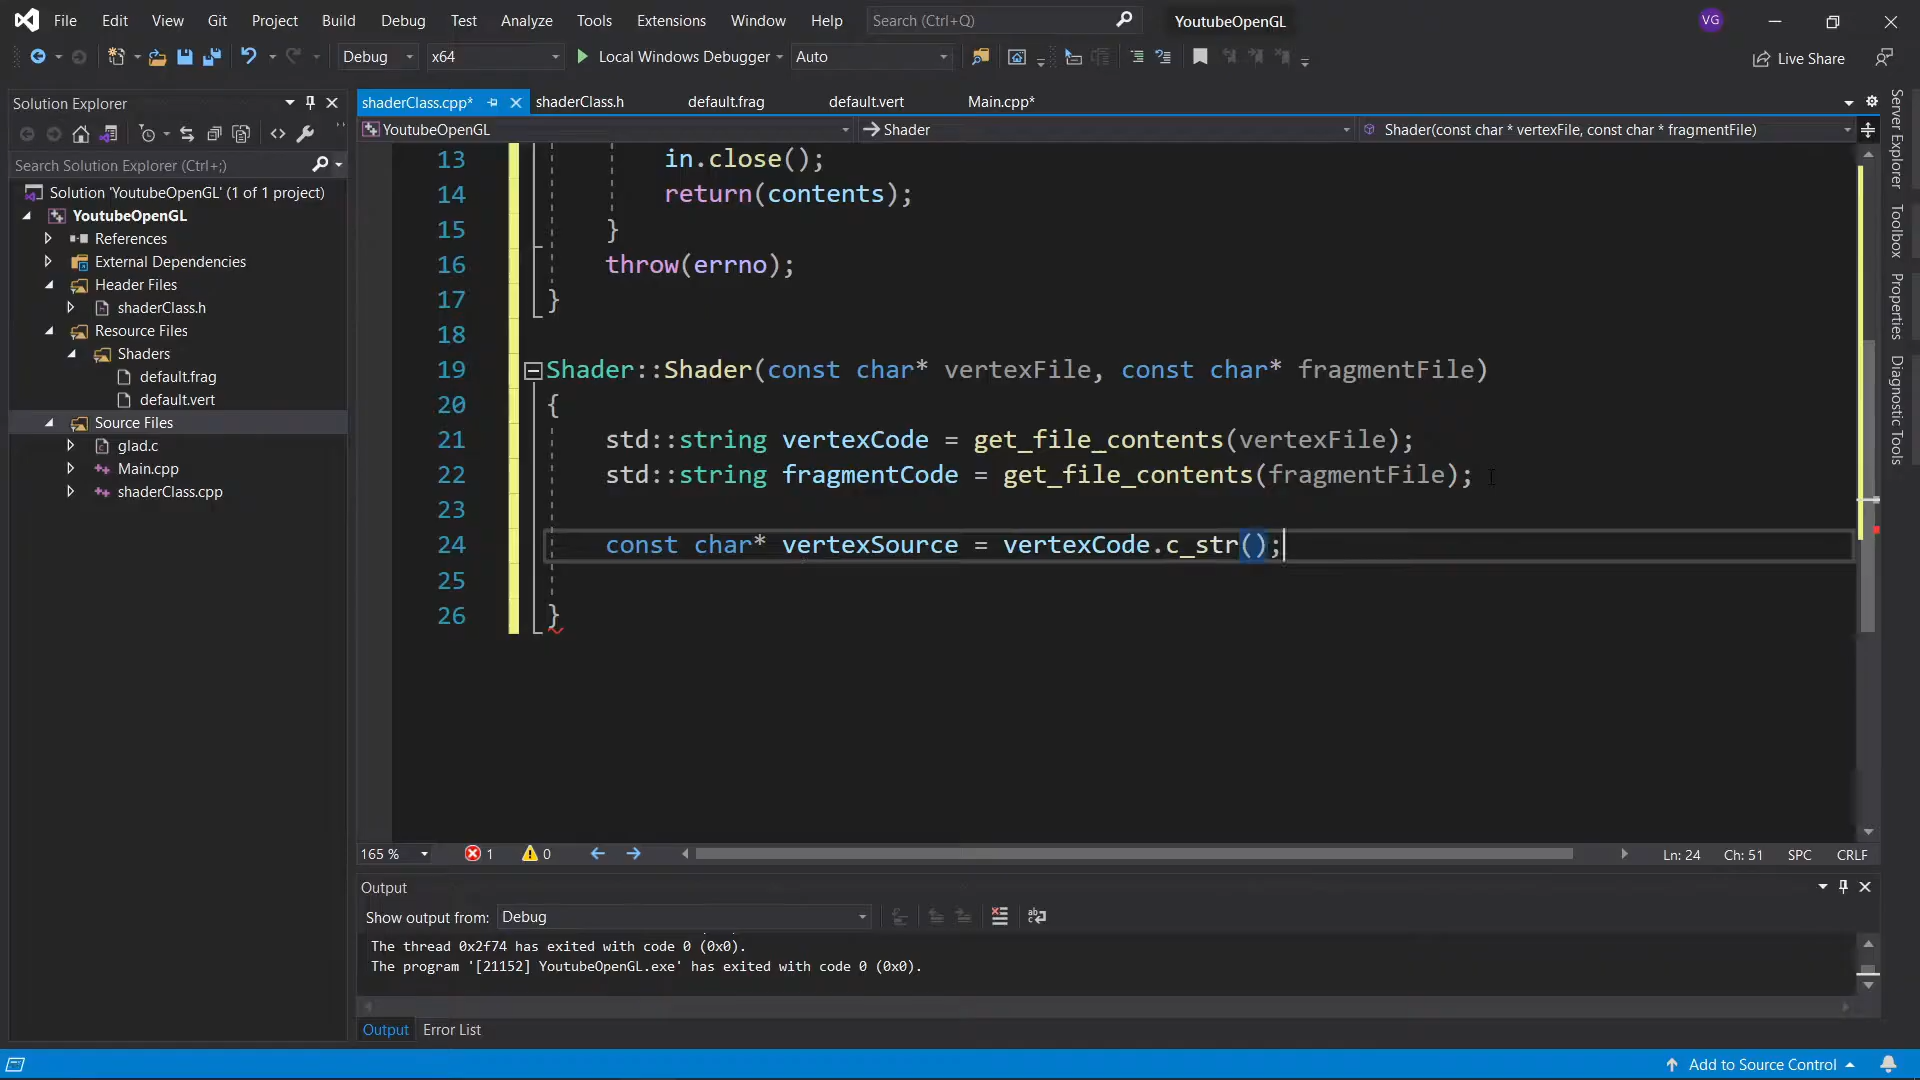 File Edit View Git Project Build Debug Test Analyze Tools Extensions Window Help Search (Ctrl+Q) YoutubeOpenGL VG
Debug x64 Local Windows Debugger Auto Live Share
Solution Explorer
Search Solution Explorer (Ctrl+;)
Solution 'YoutubeOpenGL' (1 of 1 project)
YoutubeOpenGL
References
External Dependencies
Header Files
shaderClass.h
Resource Files
Shaders
default.frag
default.vert
Source Files
glad.c
Main.cpp
shaderClass.cpp
shaderClass.cpp* shaderClass.h default.frag default.vert Main.cpp*
YoutubeOpenGL Shader Shader(const char * vertexFile, const char * fragmentFile)
13 in.close();
14 return(contents);
15 }
16 throw(errno);
17 }
18
19 Shader::Shader(const char* vertexFile, const char* fragmentFile)
20 {
21 std::string vertexCode = get_file_contents(vertexFile);
22 std::string fragmentCode = get_file_contents(fragmentFile);
23
24 const char* vertexSource = vertexCode.c_str();
25
26 }
165 % 1 0 Ln: 24 Ch: 51 SPC CRLF
Output
Show output from: Debug
The thread 0x2f74 has exited with code 0 (0x0).
The program '[21152] YoutubeOpenGL.exe' has exited with code 0 (0x0).
Output Error List
Add to Source Control
Server Explorer
Toolbox
Properties
Diagnostic Tools